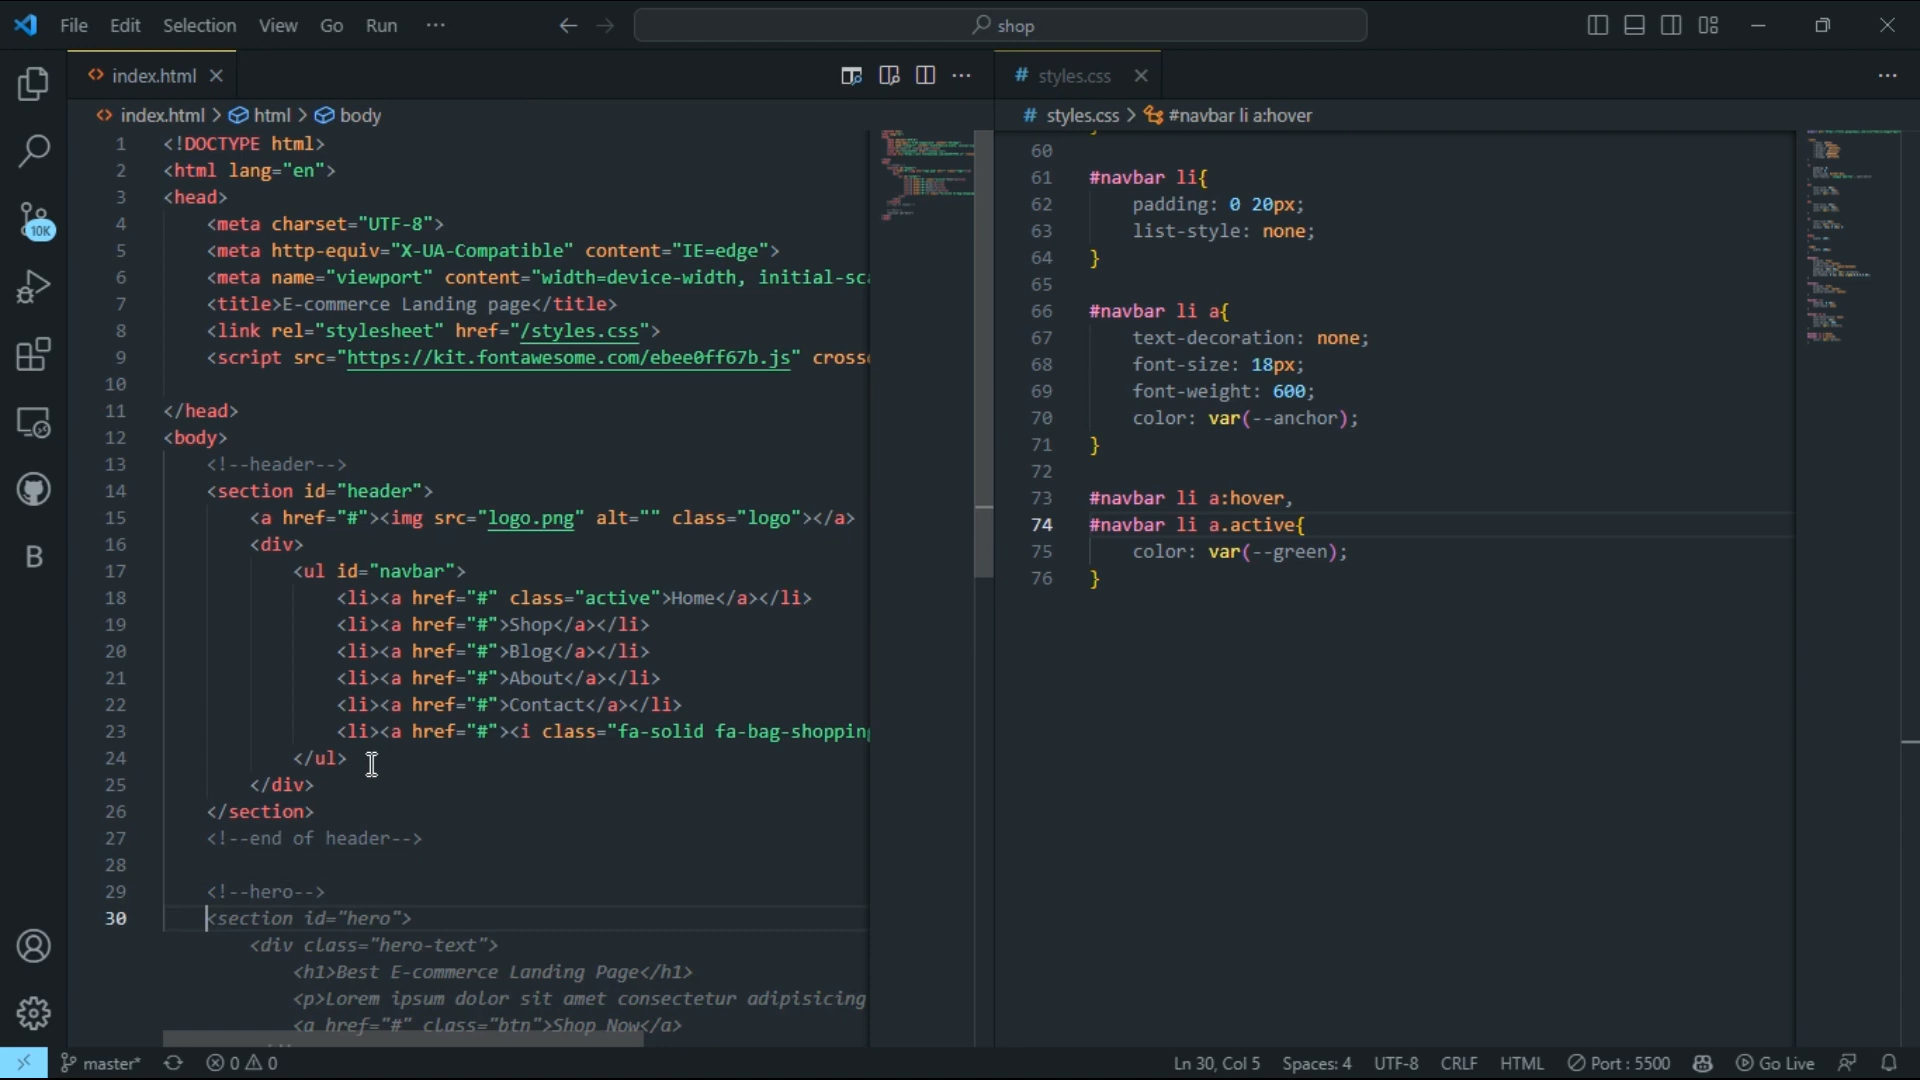 File Edit Selection View Go Run ··· shop
index.html
# styles.css
index.html > html > body
# styles.css > #navbar li a:hover
10K
B
1 <!DOCTYPE html>
2 <html lang="en">
3 <head>
4 <meta charset="UTF-8">
5 <meta http-equiv="X-UA-Compatible" content="IE=edge">
6 <meta name="viewport" content="width=device-width, initial-sca
7 <title>E-commerce Landing page</title>
8 <link rel="stylesheet" href="/styles.css">
9 <script src="https://kit.fontawesome.com/ebee0ff67b.js" cross
10
11 </head>
12 <body>
13 <!--header-->
14 <section id="header">
15 <a href="#"><img src="logo.png" alt="" class="logo"></a>
16 <div>
17 <ul id="navbar">
18 <li><a href="#" class="active">Home</a></li>
19 <li><a href="#">Shop</a></li>
20 <li><a href="#">Blog</a></li>
21 <li><a href="#">About</a></li>
22 <li><a href="#">Contact</a></li>
23 <li><a href="#"><i class="fa-solid fa-bag-shopping
24 </ul>
25 </div>
26 </section>
27 <!--end of header-->
28
29 <!--hero-->
30 <section id="hero">
<div class="hero-text">
<h1>Best E-commerce Landing Page</h1>
<p>Lorem ipsum dolor sit amet consectetur adipisicing
<a href="#" class="btn">Shop Now</a>
60
61 #navbar li{
62 padding: 0 20px;
63 list-style: none;
64 }
65
66 #navbar li a{
67 text-decoration: none;
68 font-size: 18px;
69 font-weight: 600;
70 color: var(--anchor);
71 }
72
73 #navbar li a:hover,
74 #navbar li a.active{
75 color: var(--green);
76 }
master* 0 0 Ln 30, Col 5 Spaces: 4 UTF-8 CRLF HTML Port : 5500 Go Live